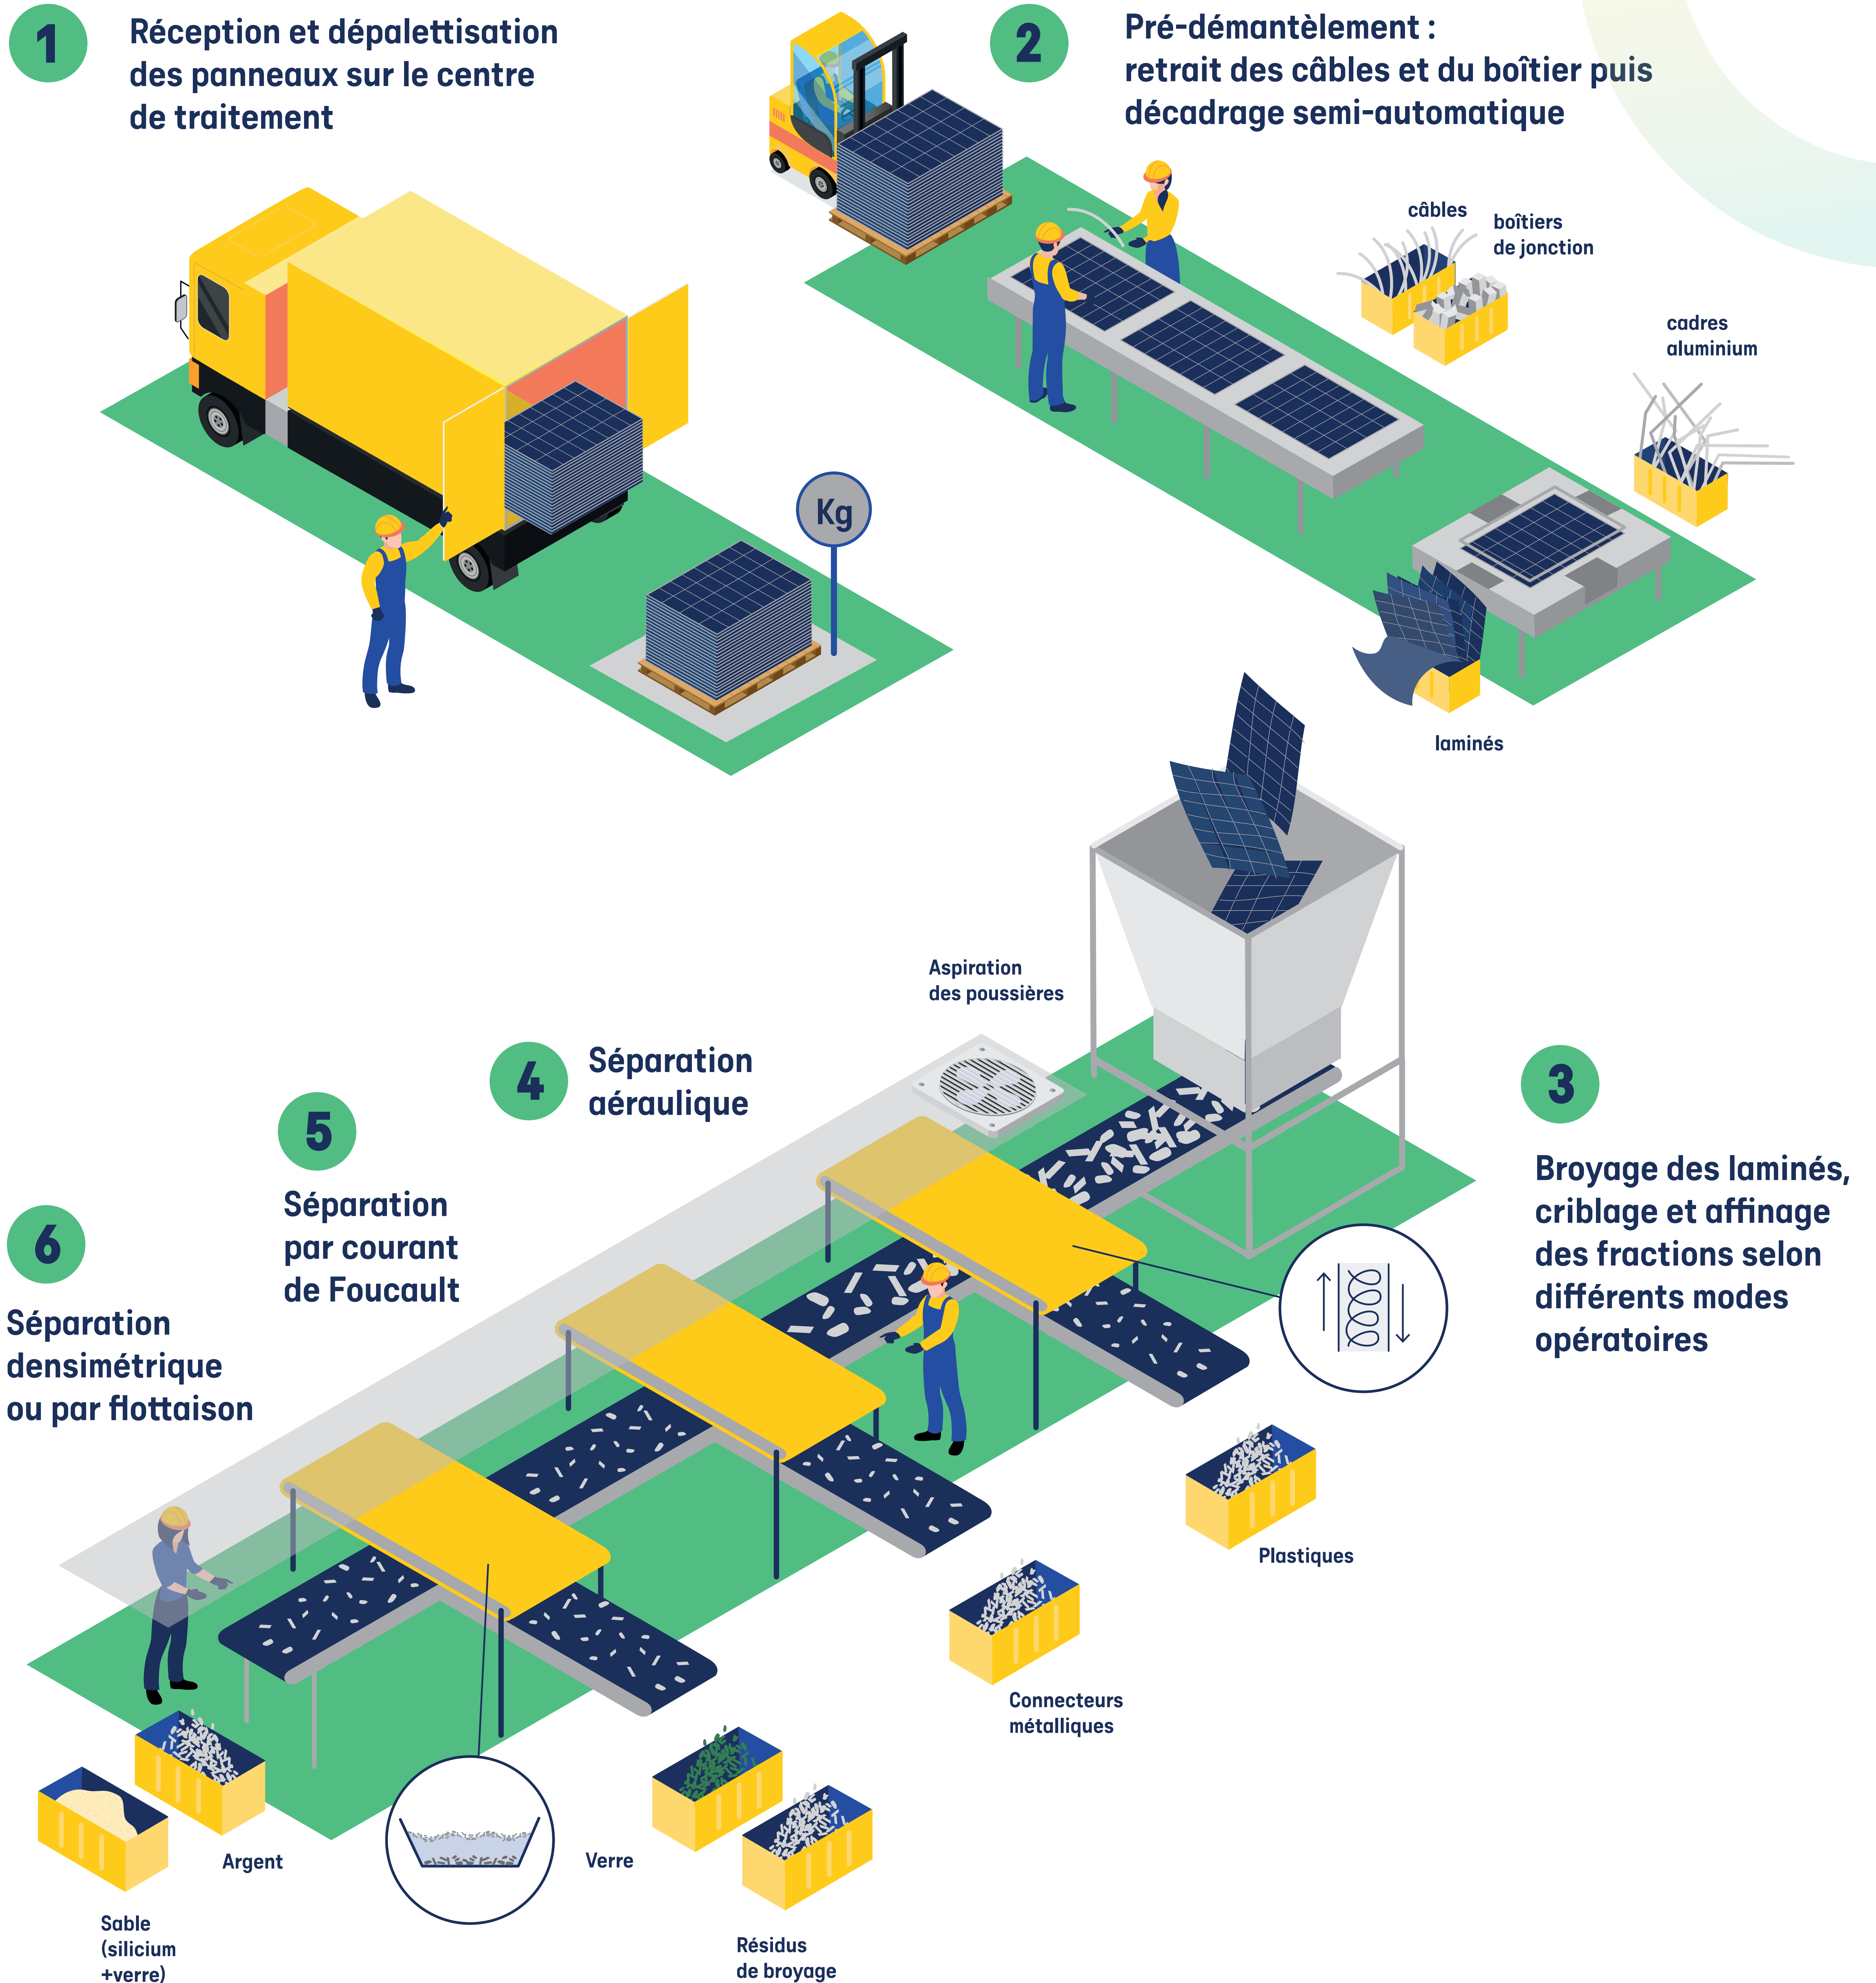 1
Réception et dépalettisation
des panneaux sur le centre
de traitement
2
Pré-démantèlement :
retrait des câbles et du boîtier puis
décadrage semi-automatique
câbles
boîtiers
de jonction
cadres
aluminium
Kg
laminés
Aspiration
des poussières
3
Broyage des laminés,
criblage et affinage
des fractions selon
différents modes
opératoires
4
Séparation
aéraulique
5
Séparation
par courant
de Foucault
6
Séparation
densimétrique
ou par flottaison
Plastiques
Connecteurs
métalliques
Verre
Résidus
de broyage
Argent
Sable
(silicium
+verre)